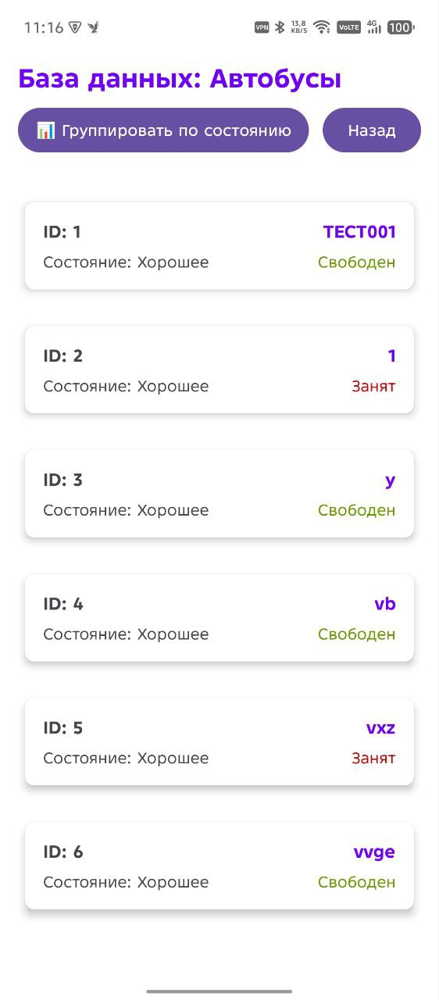 11:16 VPN 13,8 KB/S VoLTE 4G 100
База данных: Автобусы
Группировать по состоянию Назад
ID: 1 ТЕСТ001
Состояние: Хорошее Свободен
ID: 2 1
Состояние: Хорошее Занят
ID: 3 y
Состояние: Хорошее Свободен
ID: 4 vb
Состояние: Хорошее Свободен
ID: 5 vxz
Состояние: Хорошее Занят
ID: 6 vvge
Состояние: Хорошее Свободен